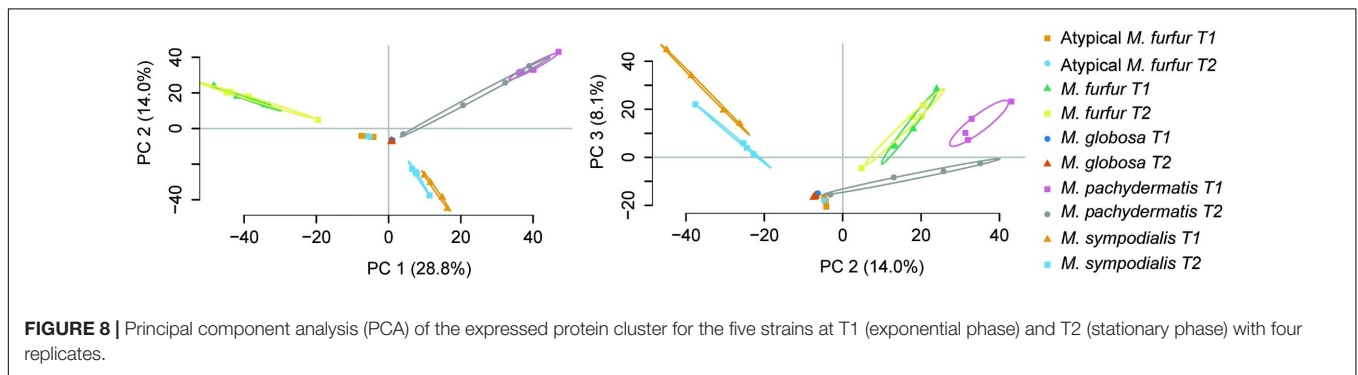 40
20
0
−40
PC 2 (14.0%)
−40
−20
0
20
40
PC 1 (28.8%)
40
20
0
−20
PC 3 (8.1%)
−40
−20
0
20
40
PC 2 (14.0%)
Atypical M. furfur T1
Atypical M. furfur T2
M. furfur T1
M. furfur T2
M. globosa T1
M. globosa T2
M. pachydermatis T1
M. pachydermatis T2
M. sympodialis T1
M. sympodialis T2
FIGURE 8 | Principal component analysis (PCA) of the expressed protein cluster for the five strains at T1 (exponential phase) and T2 (stationary phase) with four
replicates.